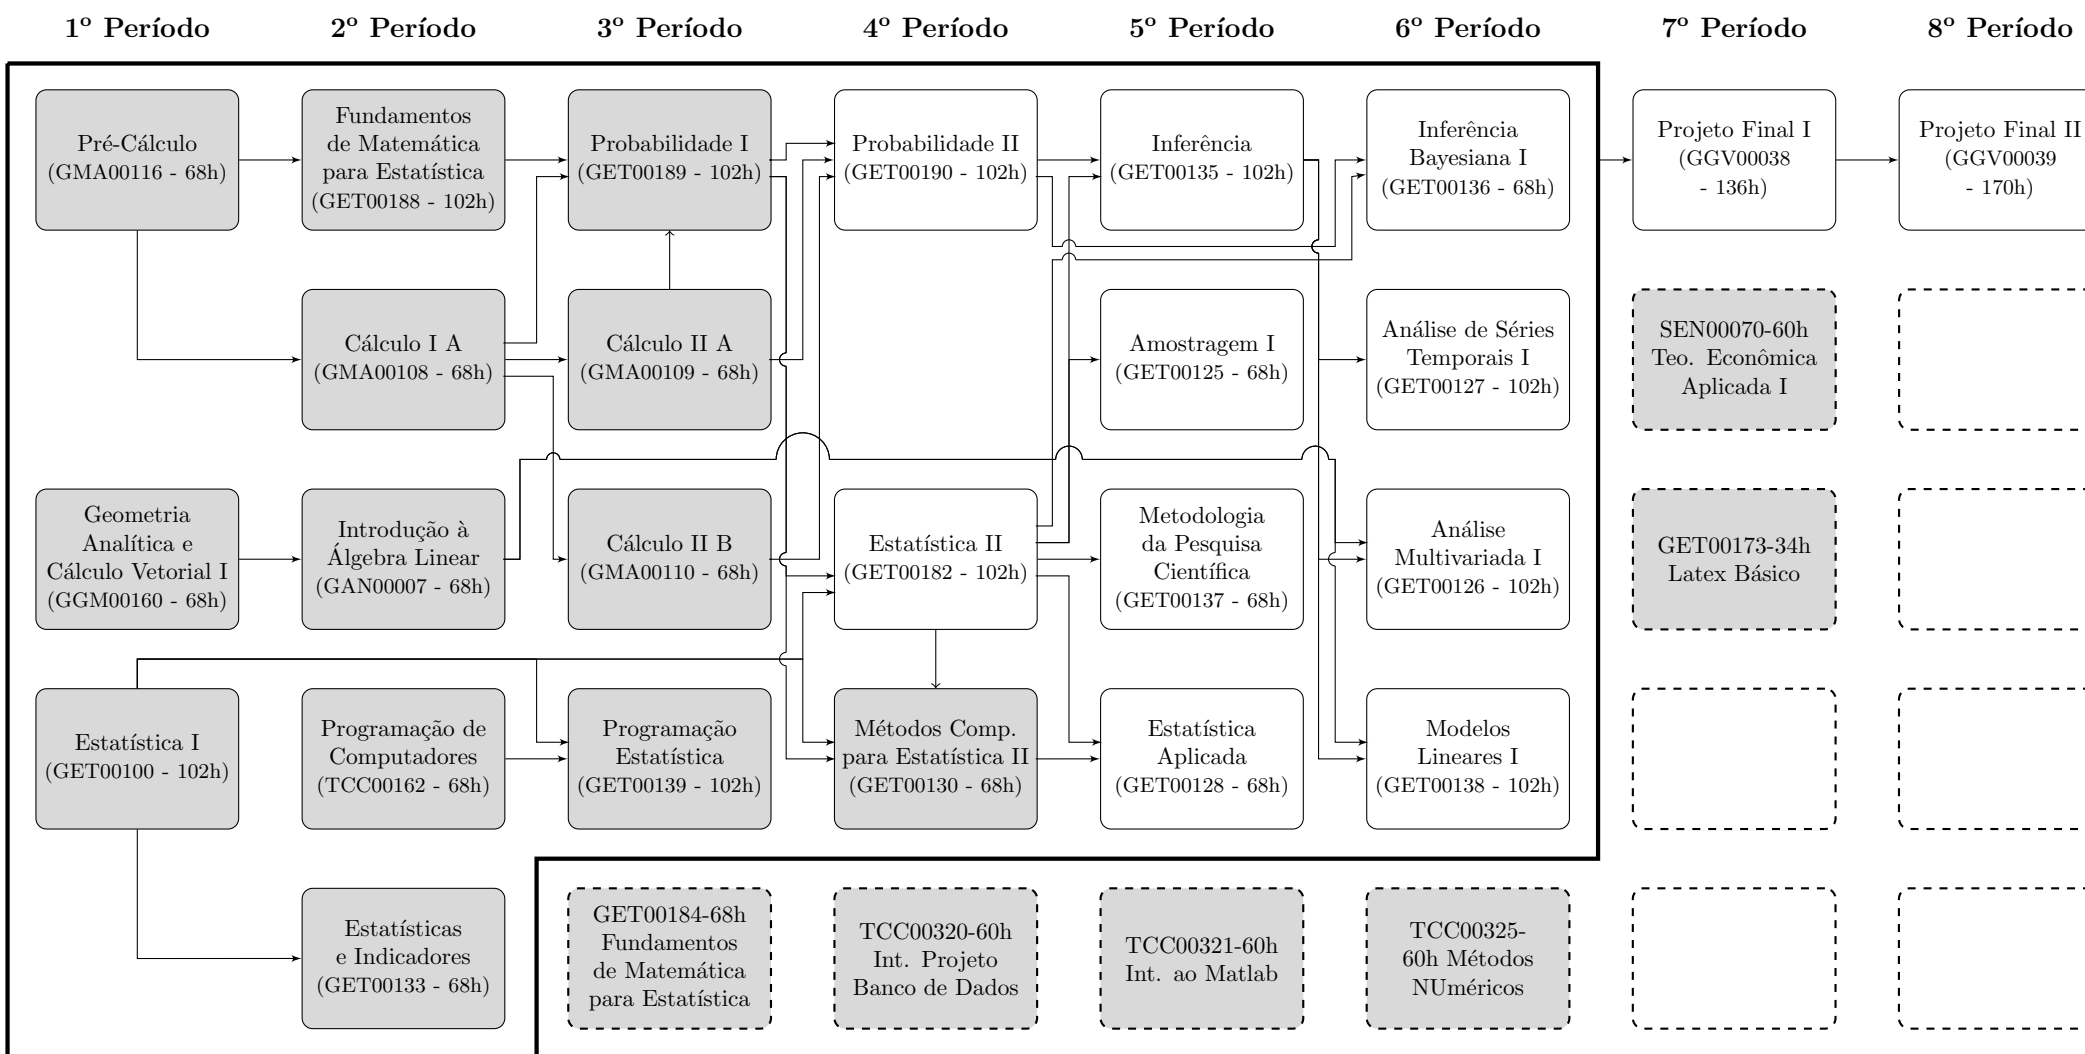 1º Período
2º Período
3º Período
4º Período
5º Período
6º Período
7º Período
8º Período
Pré-Cálculo
(GMA00116 - 68h)
Fundamentos
de Matemática
para Estatística
(GET00188 - 102h)
Probabilidade I
(GET00189 - 102h)
Probabilidade II
(GET00190 - 102h)
Inferência
(GET00135 - 102h)
Inferência
Bayesiana I
(GET00136 - 68h)
Projeto Final I
(GGV00038
- 136h)
Projeto Final II
(GGV00039
- 170h)
Cálculo I A
(GMA00108 - 68h)
Cálculo II A
(GMA00109 - 68h)
Amostragem I
(GET00125 - 68h)
Análise de Séries
Temporais I
(GET00127 - 102h)
SEN00070-60h
Teo. Econômica
Aplicada I
Geometria
Analítica e
Cálculo Vetorial I
(GGM00160 - 68h)
Introdução à
Álgebra Linear
(GAN00007 - 68h)
Cálculo II B
(GMA00110 - 68h)
Estatística II
(GET00182 - 102h)
Metodologia
da Pesquisa
Científica
(GET00137 - 68h)
Análise
Multivariada I
(GET00126 - 102h)
GET00173-34h
Latex Básico
Estatística I
(GET00100 - 102h)
Programação de
Computadores
(TCC00162 - 68h)
Programação
Estatística
(GET00139 - 102h)
Métodos Comp.
para Estatística II
(GET00130 - 68h)
Estatística
Aplicada
(GET00128 - 68h)
Modelos
Lineares I
(GET00138 - 102h)
Estatísticas
e Indicadores
(GET00133 - 68h)
GET00184-68h
Fundamentos
de Matemática
para Estatística
TCC00320-60h
Int. Projeto
Banco de Dados
TCC00321-60h
Int. ao Matlab
TCC00325-
60h Métodos
NUméricos